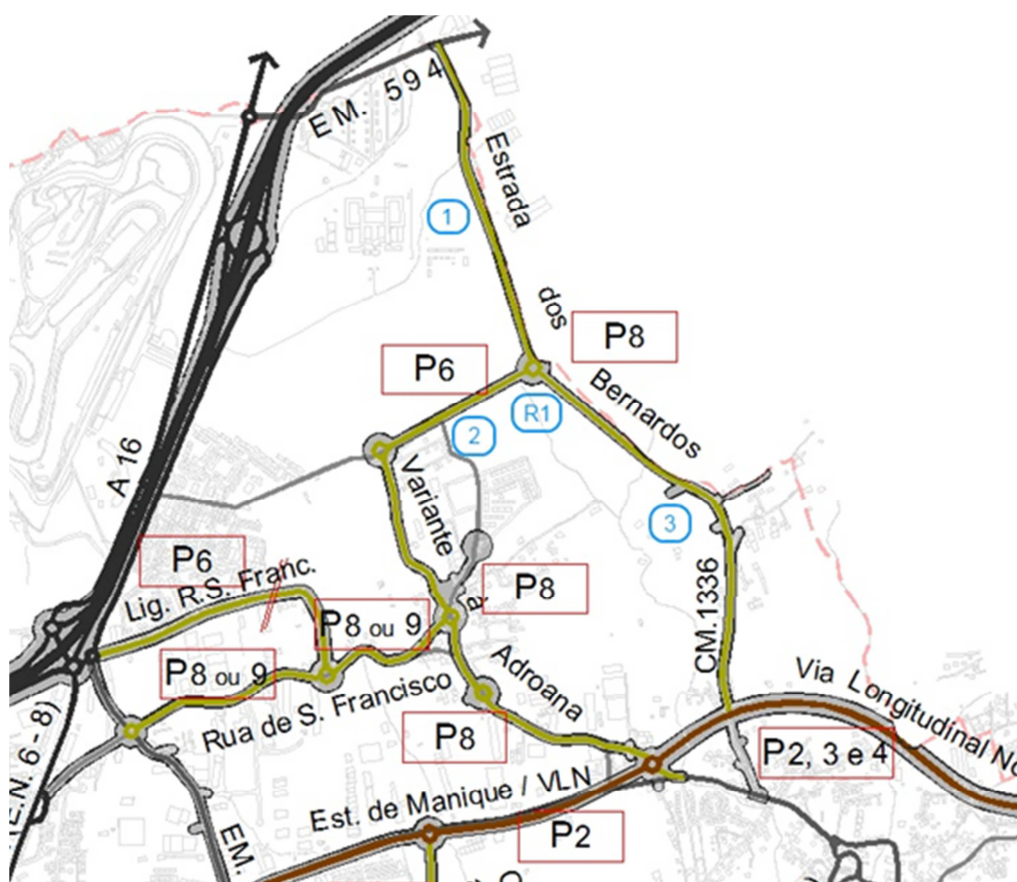 EM. 594
Estrada
1
dos
P8
P6
Bernardos
R1
2
A 16
Variante
3
P6
Lig. R.S. Franc.
P8
à
P8 ou 9
CM.1336
P8 ou 9
Adroana
Via Longitudinal No
Rua de S. Francisco
P8
P2, 3 e 4
E.N. 6 - 8)
Est. de Manique / VLN
EM.
P2